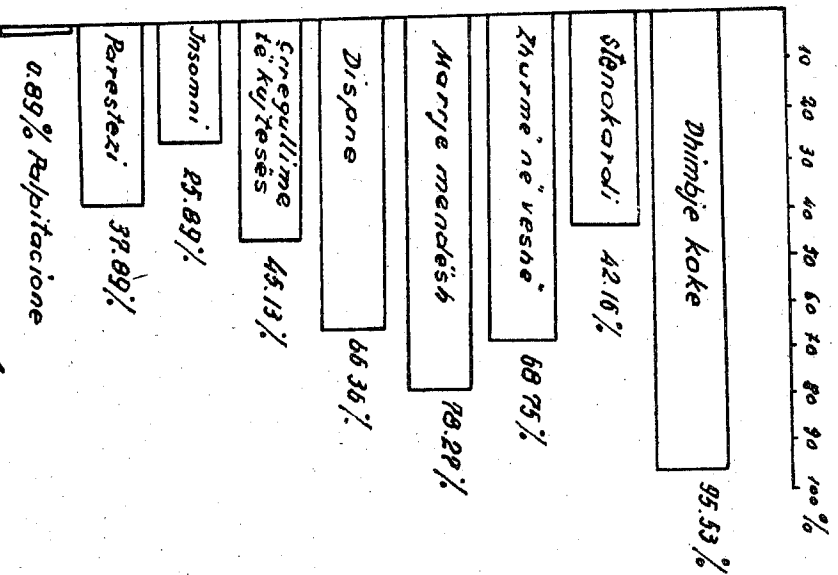 10 20 30 40 50 60 70 80 90 100 %
Dhimbje koke 95.53%
Stenokardi 42.16%
Zhurmë në veshë
68 75%
Marrje mendësh 78.27%
Dispne 66 36%
Çrregullime
të kujtesës
45.13%
Insomni 25.89%
Parestezi 37.89%
0.89% Palpitacione